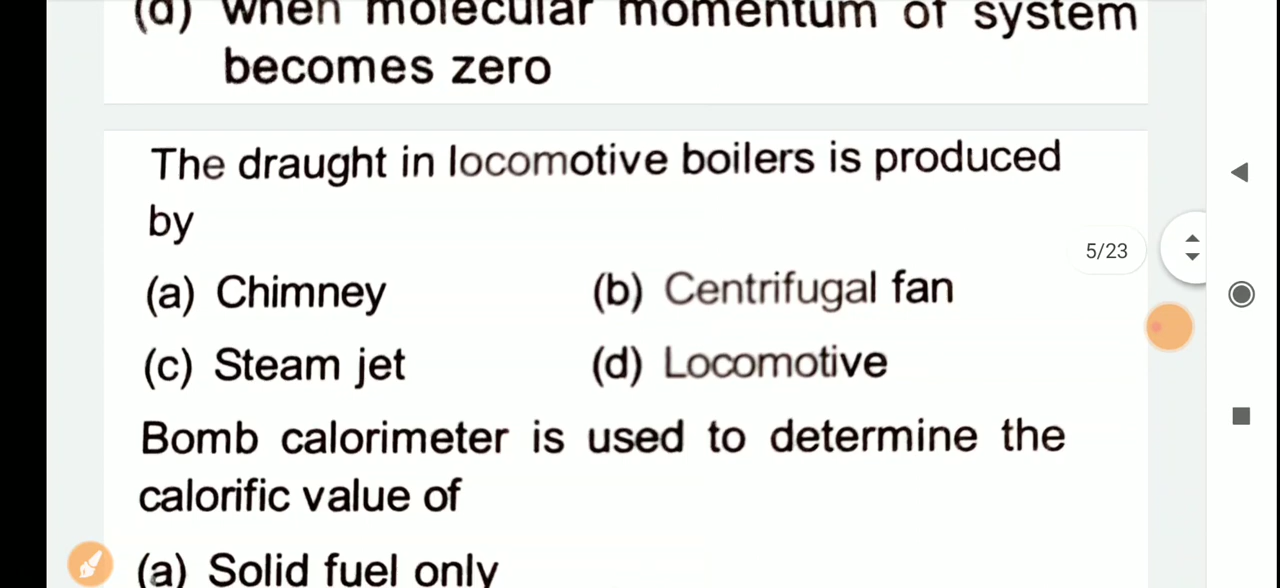 (d) when molecular momentum of system
becomes zero
The draught in locomotive boilers is produced
by
(a) Chimney (b) Centrifugal fan
5/23
(c) Steam jet (d) Locomotive
Bomb calorimeter is used to determine the
calorific value of
(a) Solid fuel only